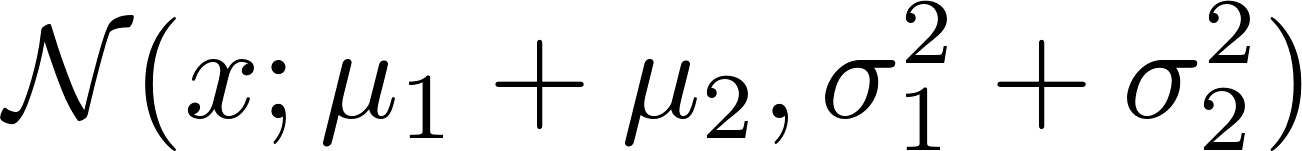 𝒩(x; μ₁ + μ₂, σ₁² + σ₂²)